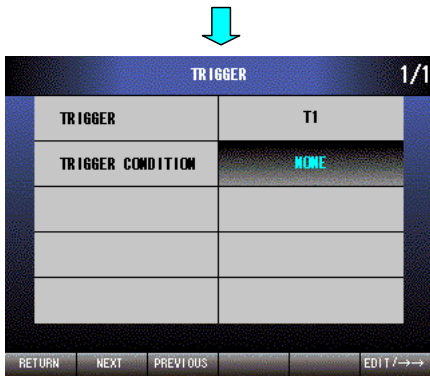 TRIGGER 1/1
TRIGGER T1
TRIGGER CONDITION NONE
RETURN NEXT PREVIOUS EDIT/→→